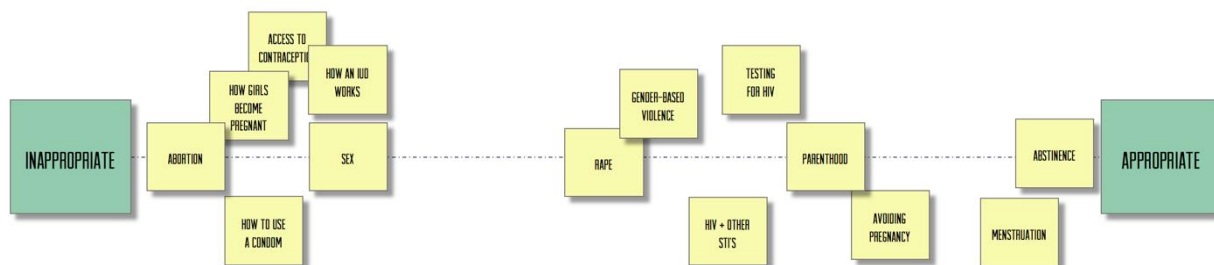 INAPPROPRIATE
ABORTION
HOW GIRLS
BECOME
PREGNANT
ACCESS TO
CONTRACEPTION
HOW AN IUD
WORKS
SEX
HOW TO USE
A CONDOM
RAPE
GENDER-BASED
VIOLENCE
TESTING
FOR HIV
PARENTHOOD
HIV + OTHER
STI'S
AVOIDING
PREGNANCY
ABSTINENCE
MENSTRUATION
APPROPRIATE